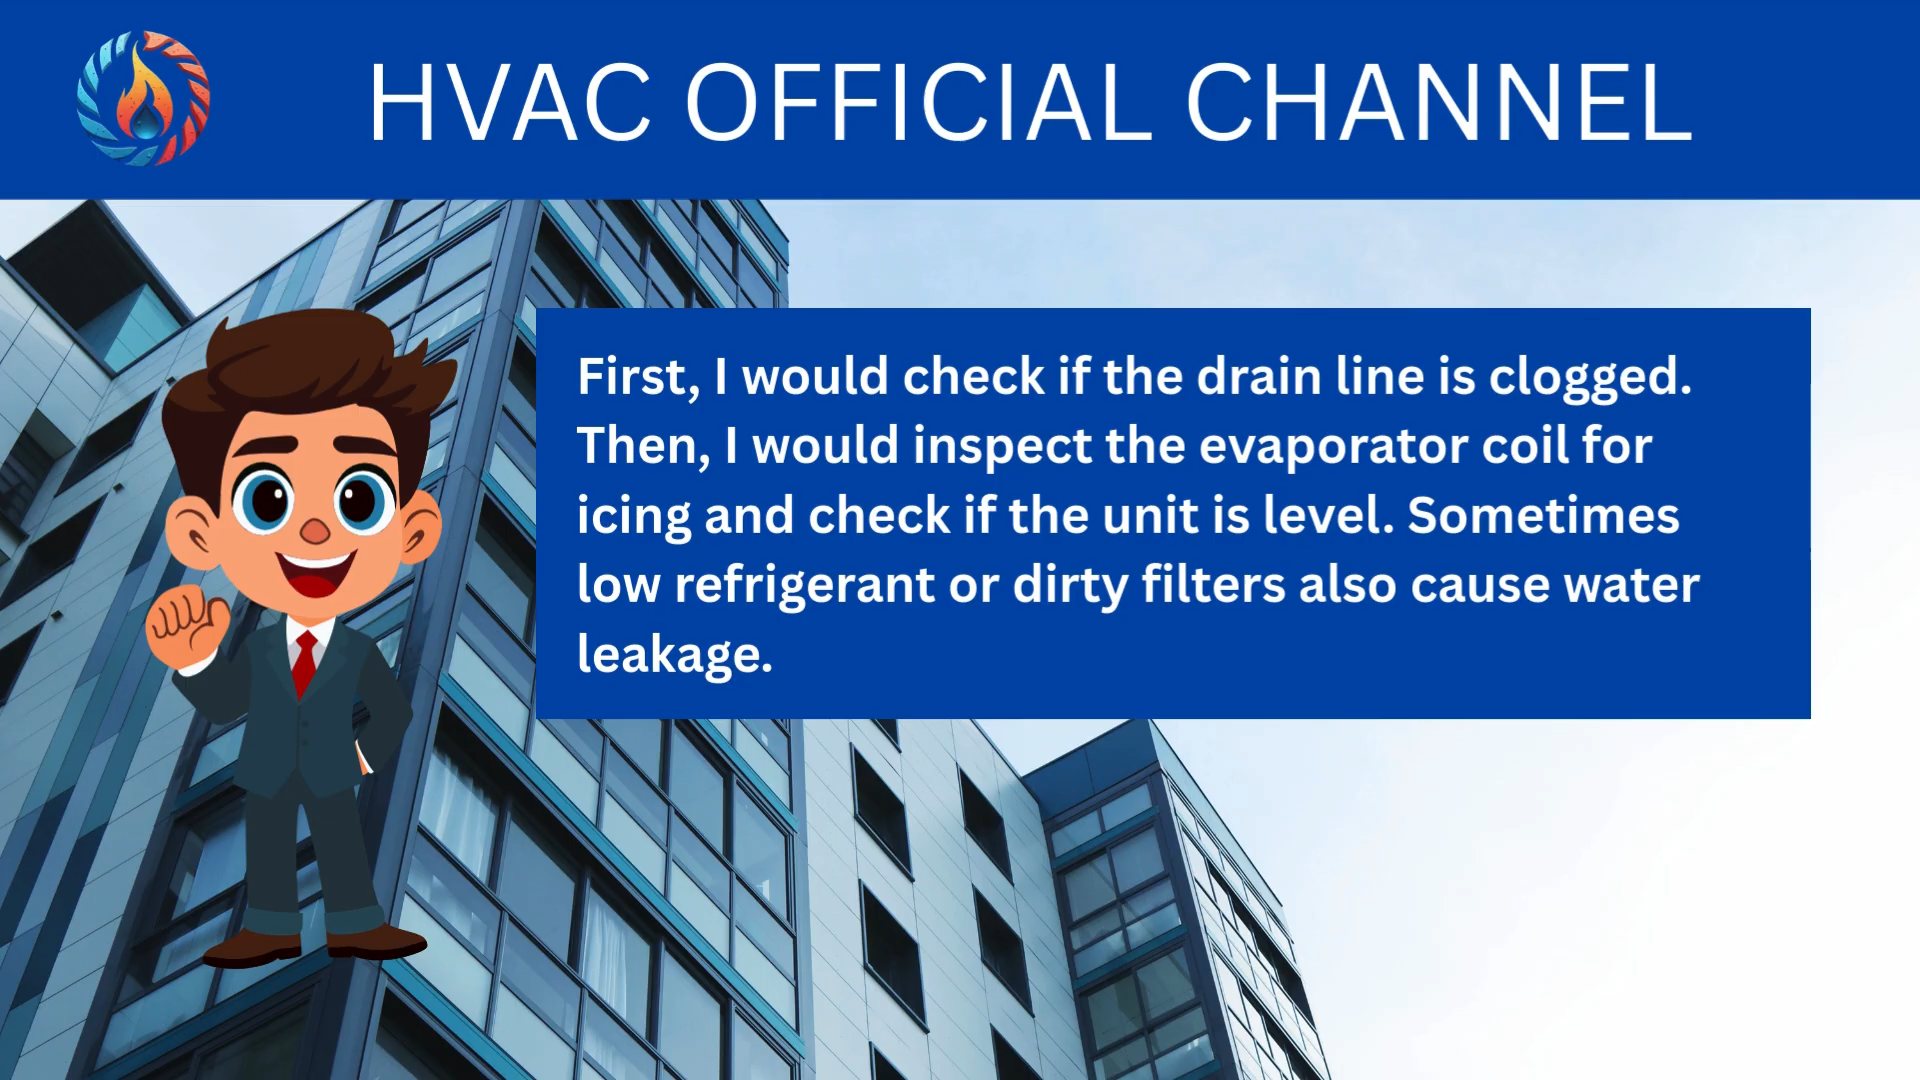 HVAC OFFICIAL CHANNEL
First, I would check if the drain line is clogged.
Then, I would inspect the evaporator coil for
icing and check if the unit is level. Sometimes
low refrigerant or dirty filters also cause water
leakage.